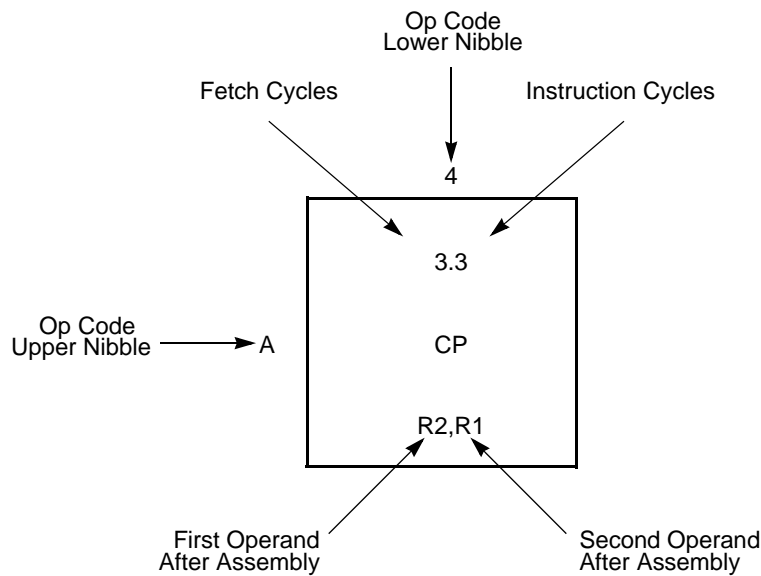 Op Code
Lower Nibble
Fetch Cycles
Instruction Cycles
4
3.3
Op Code
Upper Nibble
A
CP
R2,R1
First Operand
After Assembly
Second Operand
After Assembly